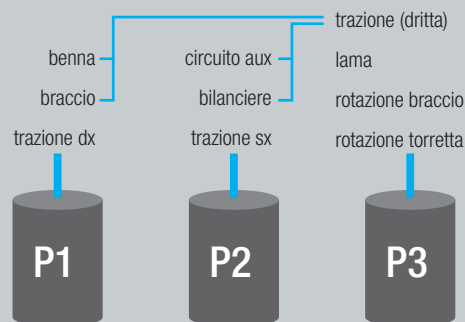 trazione (dritta)
benna
circuito aux
lama
braccio
bilanciere
rotazione braccio
trazione dx
trazione sx
rotazione torretta
P1
P2
P3